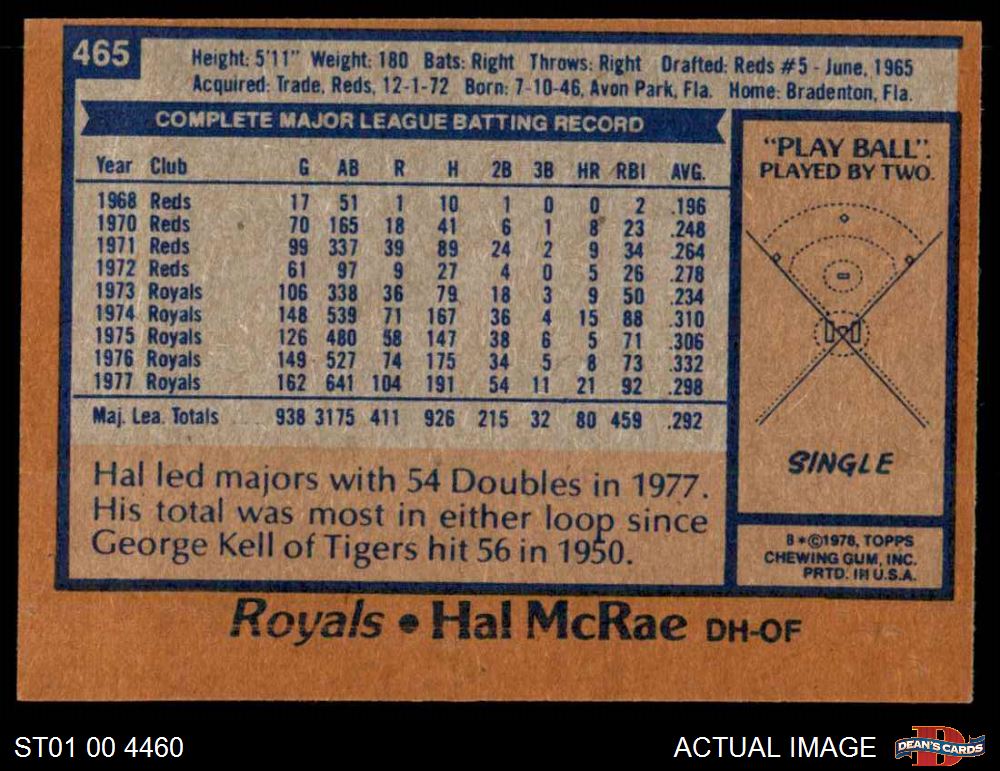 465
Height: 5'11" Weight: 180 Bats: Right Throws: Right Drafted: Reds #5 - June, 1965
Acquired: Trade, Reds, 12-1-72 Born: 7-10-46, Avon Park, Fla. Home: Bradenton, Fla.
COMPLETE MAJOR LEAGUE BATTING RECORD
Year Club G AB R H 2B 3B HR RBI AVG.
1968 Reds 17 51 1 10 1 0 0 2 .196
1970 Reds 70 165 18 41 6 1 8 23 .248
1971 Reds 99 337 39 89 24 2 9 34 .264
1972 Reds 61 97 9 27 4 0 5 26 .278
1973 Royals 106 338 36 79 18 3 9 50 .234
1974 Royals 148 539 71 167 36 4 15 88 .310
1975 Royals 126 480 58 147 38 6 5 71 .306
1976 Royals 149 527 74 175 34 5 8 73 .332
1977 Royals 162 641 104 191 54 11 21 92 .298
Maj. Lea. Totals 938 3175 411 926 215 32 80 459 .292
Hal led majors with 54 Doubles in 1977.
His total was most in either loop since
George Kell of Tigers hit 56 in 1950.
"PLAY BALL".
PLAYED BY TWO.
SINGLE
8*©1978, TOPPS
CHEWING GUM, INC.
PRTD. IN U.S.A.
Royals • Hal McRae DH-OF
ST01 00 4460
ACTUAL IMAGE
DEAN'S CARDS